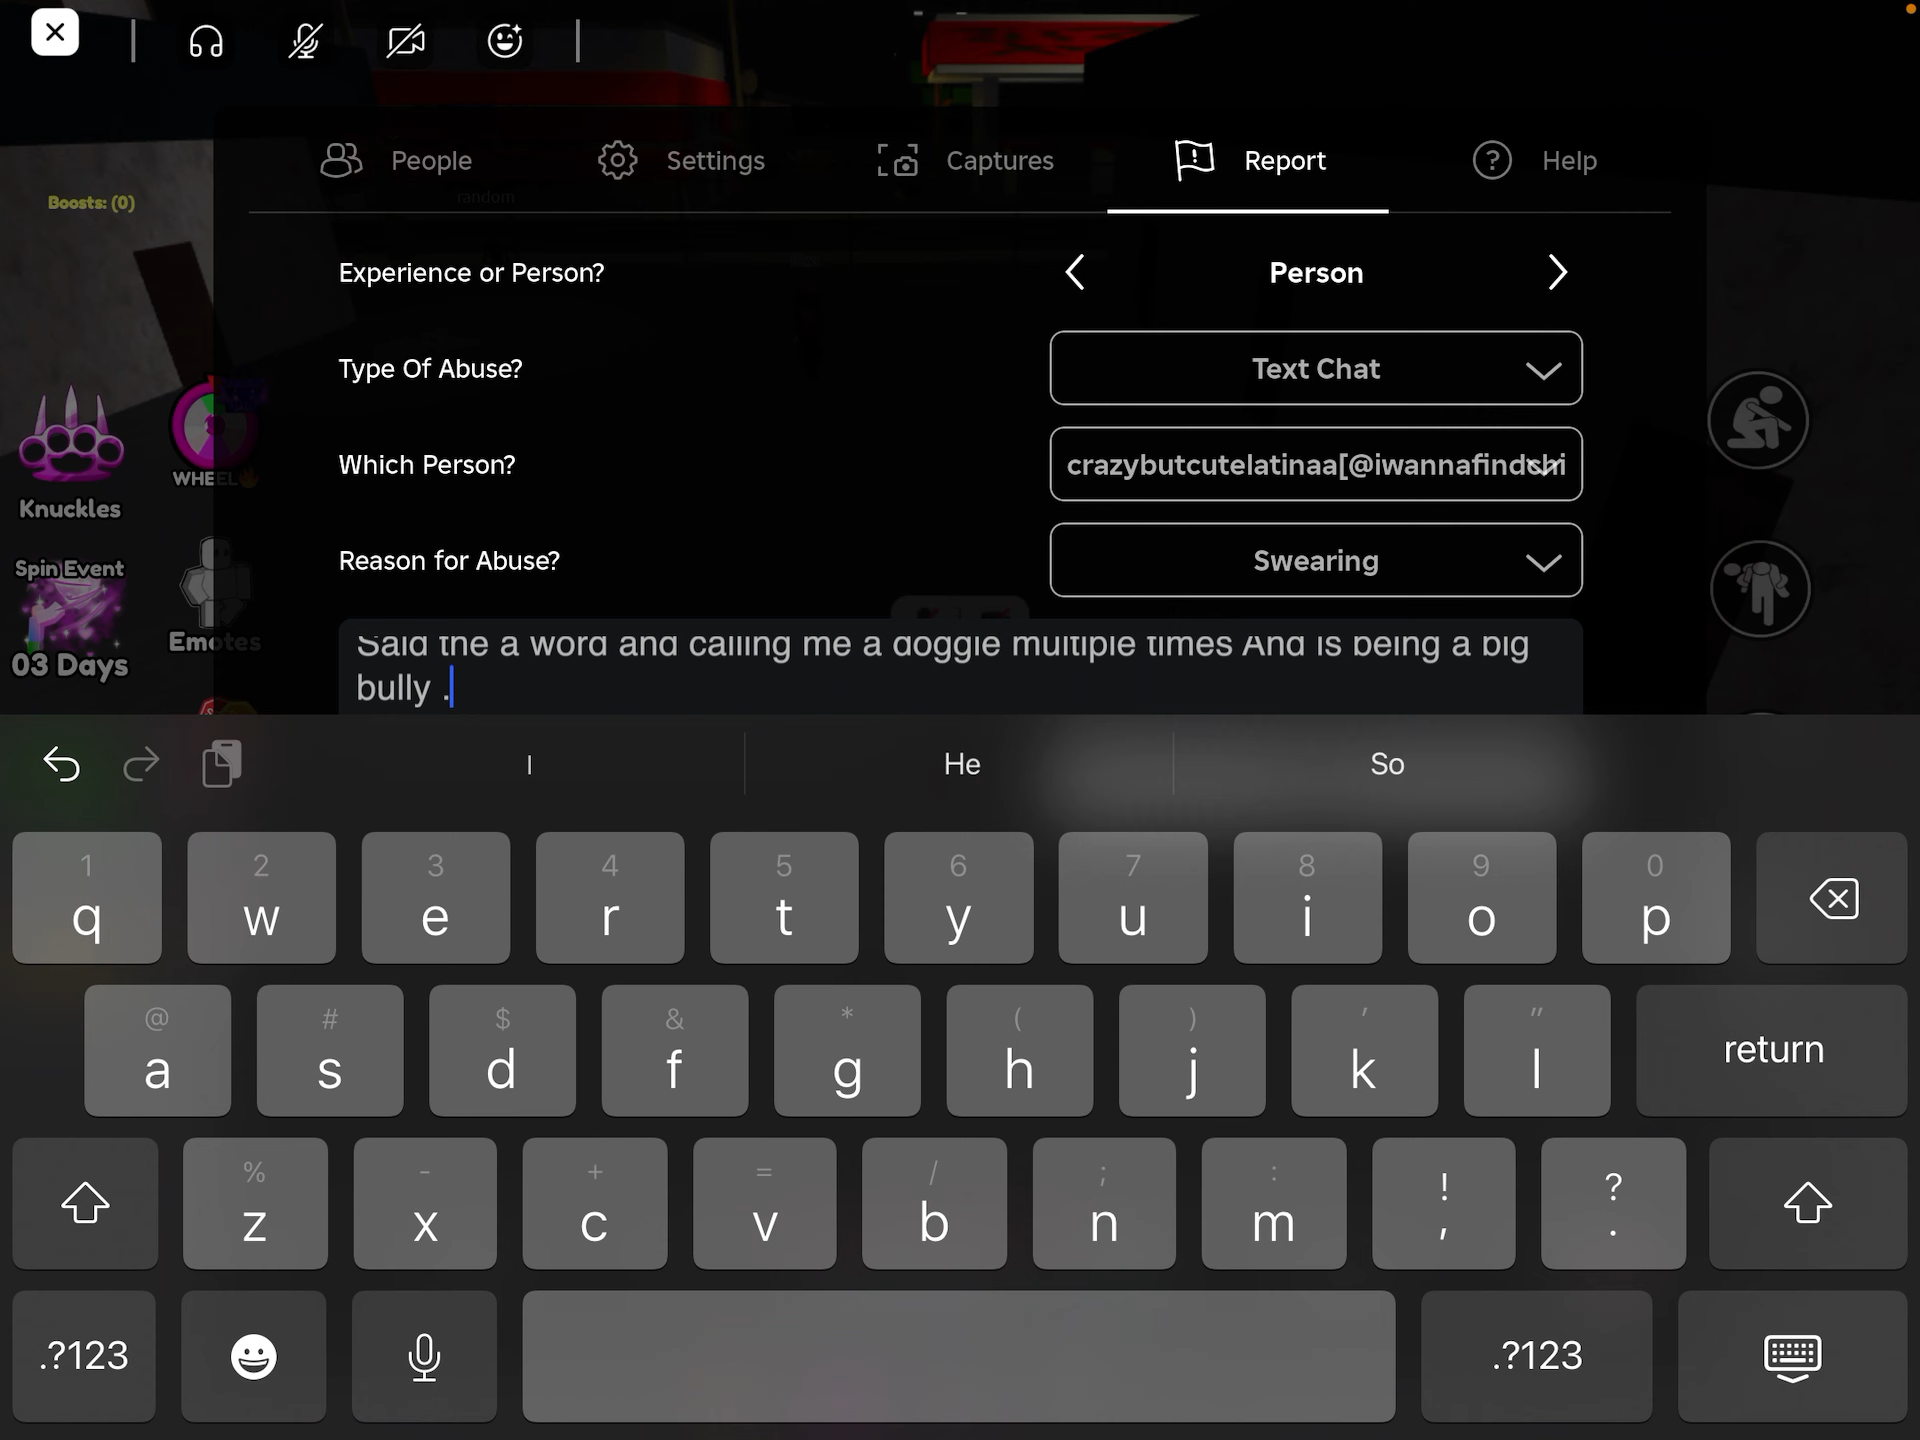 People
Settings
Captures
Report
Help
random
Boosts: (0)
Experience or Person?
Person
Type Of Abuse?
Text Chat
Which Person?
crazybutcutelatinaa[@iwannafindchi
Reason for Abuse?
Swearing
Knuckles
WHEEL
Spin Event
03 Days
Emotes
Said the a word and calling me a doggie multiple times And is being a big
bully .
I
He
So
1 2 3 4 5 6 7 8 9 0
q w e r t y u i o p
@ # $ & * ( ) ' "
a s d f g h j k l return
% - + = / ; : ! ?
z x c v b n m , .
.?123 .?123